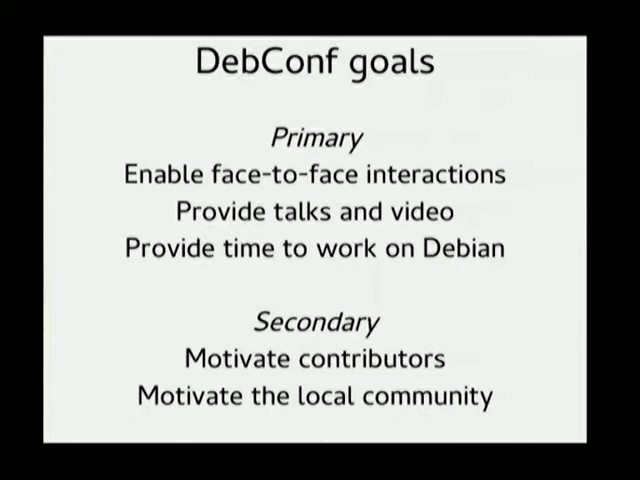 DebConf goals
Primary
Enable face-to-face interactions
Provide talks and video
Provide time to work on Debian
Secondary
Motivate contributors
Motivate the local community